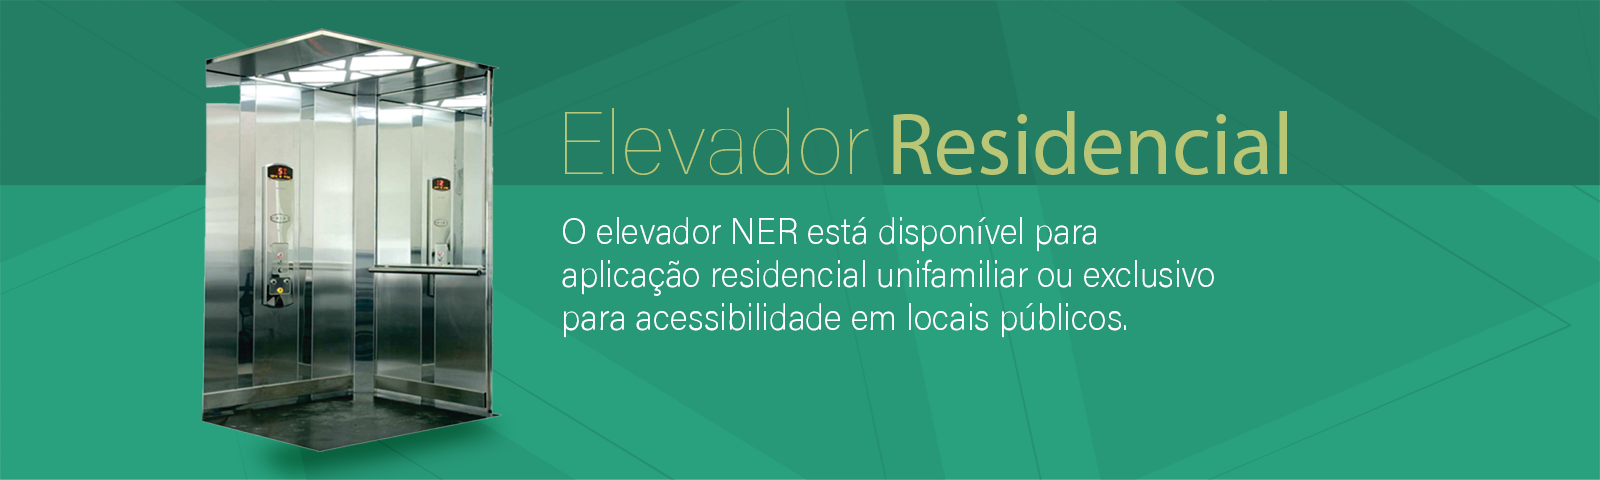 Elevador Residencial
O elevador NER está disponível para
aplicação residencial unifamiliar ou exclusivo
para acessibilidade em locais públicos.